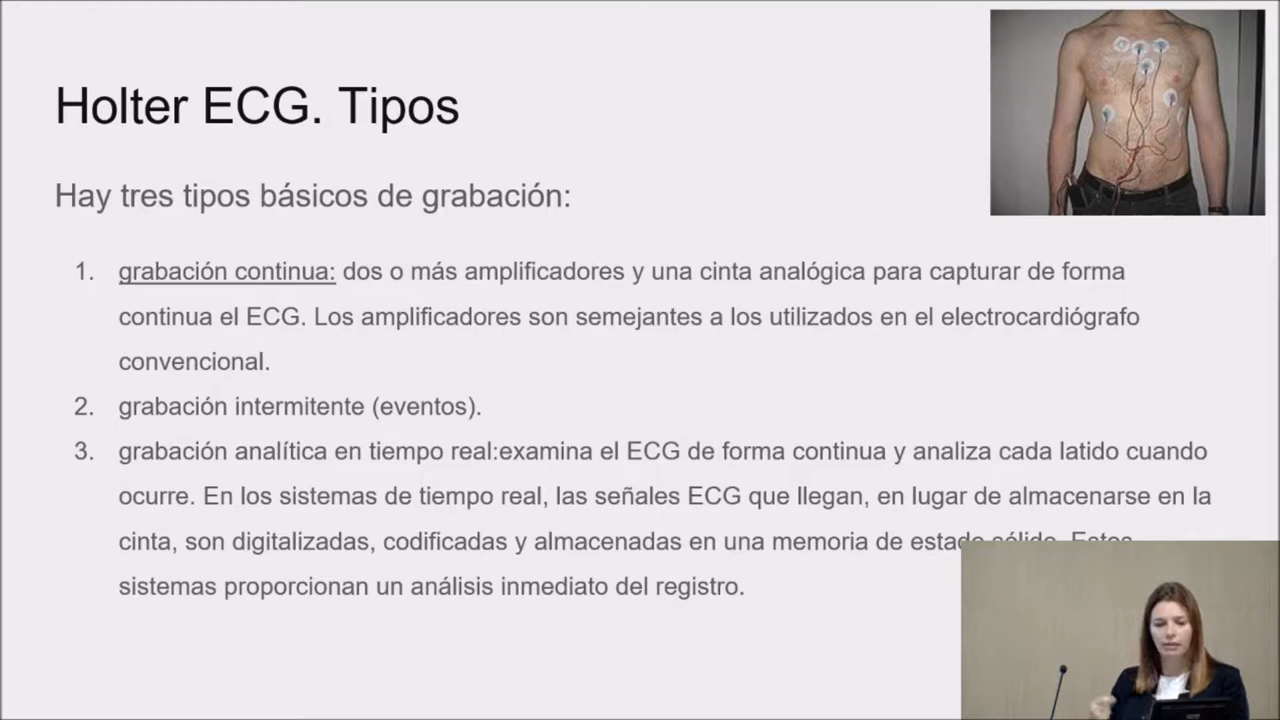 Holter ECG. Tipos
Hay tres tipos básicos de grabación:
1. grabación continua: dos o más amplificadores y una cinta analógica para capturar de forma
continua el ECG. Los amplificadores son semejantes a los utilizados en el electrocardiógrafo
convencional.
2. grabación intermitente (eventos).
3. grabación analítica en tiempo real:examina el ECG de forma continua y analiza cada latido cuando
ocurre. En los sistemas de tiempo real, las señales ECG que llegan, en lugar de almacenarse en la
cinta, son digitalizadas, codificadas y almacenadas en una memoria de estado sólido. Estos
sistemas proporcionan un análisis inmediato del registro.